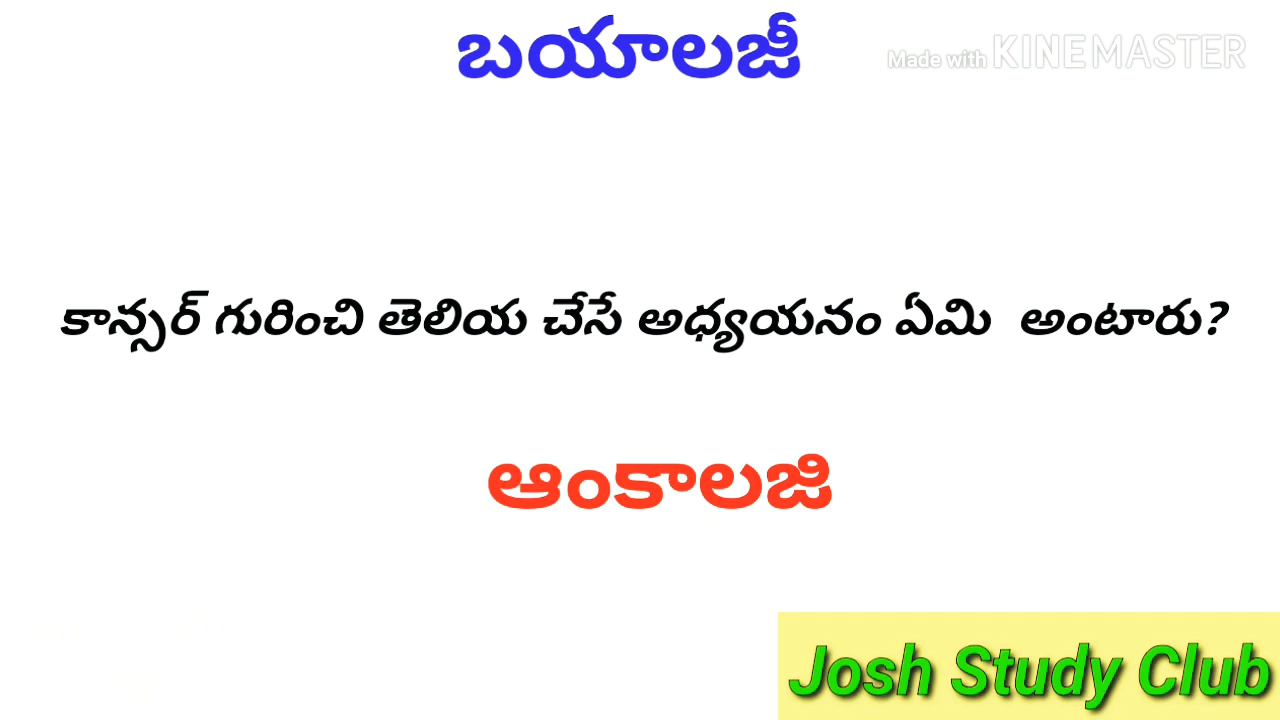 బయాలజీ
Made with KINEMASTER
కాన్సర్ గురించి తెలియ చేసే అధ్యయనం ఏమి అంటారు?
ఆంకాలజి
Josh Study Club